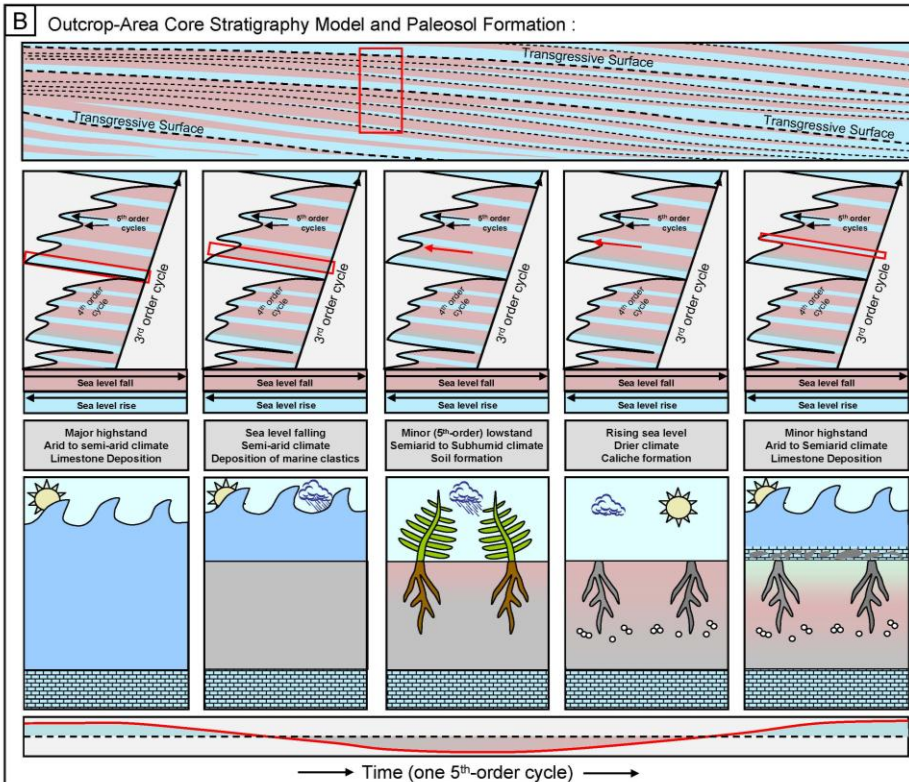 B Outcrop-Area Core Stratigraphy Model and Paleosol Formation :
Transgressive Surface
Transgressive Surface
Transgressive Surface
5th order
cycles
4th order
cycle
3rd order cycle
Sea level fall
Sea level rise
5th order
cycles
4th order
cycle
3rd order cycle
Sea level fall
Sea level rise
5th order
cycles
4th order
cycle
3rd order cycle
Sea level fall
Sea level rise
5th order
cycles
4th order
cycle
3rd order cycle
Sea level fall
Sea level rise
5th order
cycles
4th order
cycle
3rd order cycle
Sea level fall
Sea level rise
Major highstand
Arid to semi-arid climate
Limestone Deposition
Sea level falling
Semi-arid climate
Deposition of marine clastics
Minor (5th-order) lowstand
Semiarid to Subhumid climate
Soil formation
Rising sea level
Drier climate
Caliche formation
Minor highstand
Arid to Semiarid climate
Limestone Deposition
Time (one 5th-order cycle)